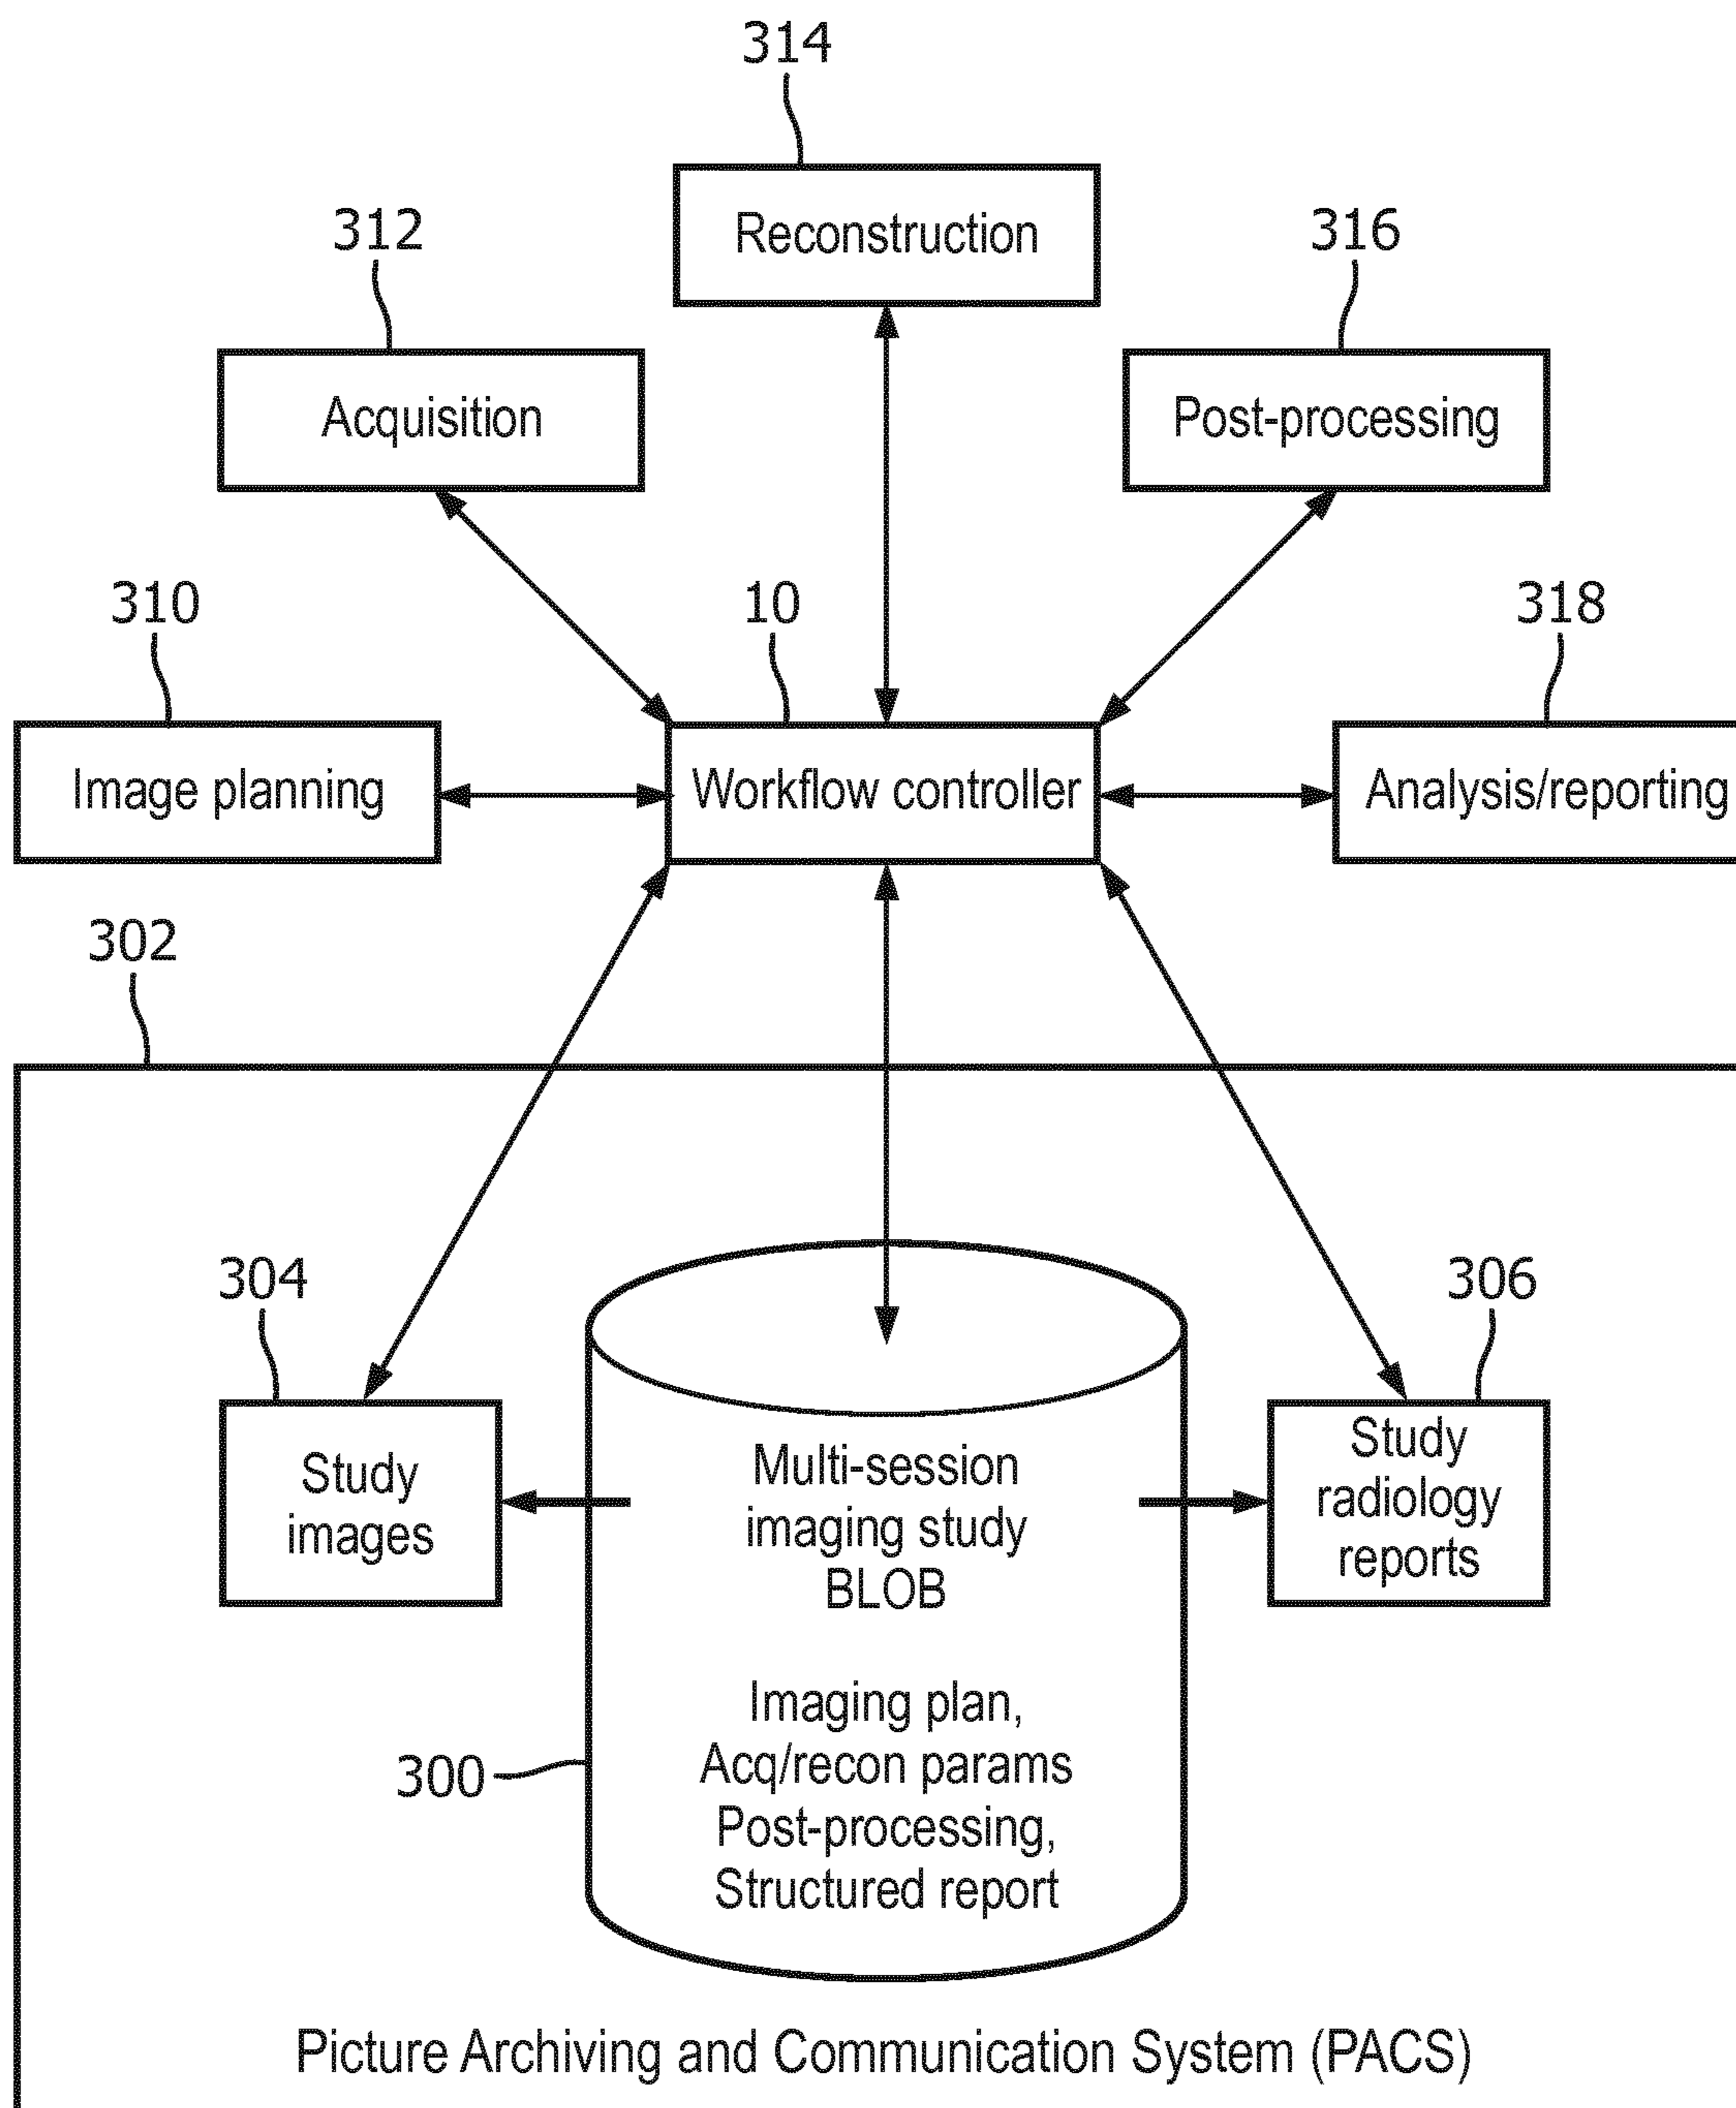 314
Reconstruction
312
316
Acquisition
Post-processing
310
10
318
Image planning
Workflow controller
Analysis/reporting
302
304
306
Study
images
Multi-session
imaging study
BLOB
Study
radiology
reports
300
Imaging plan,
Acq/recon params
Post-processing,
Structured report
Picture Archiving and Communication System (PACS)